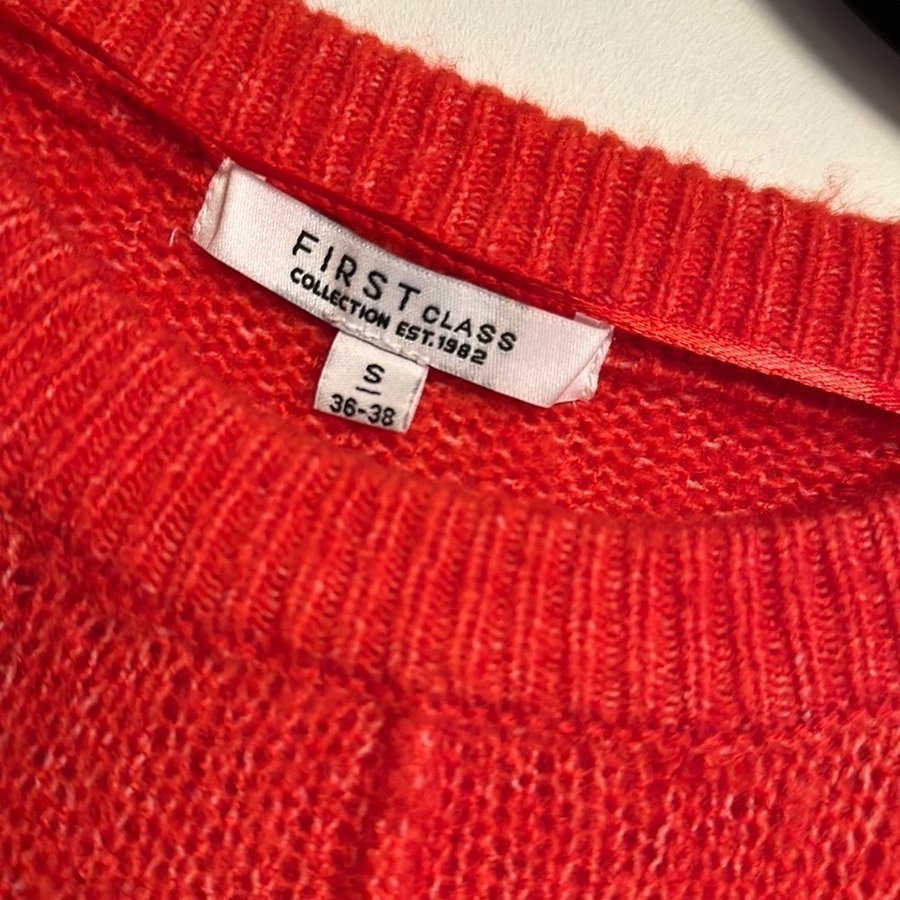 FIRST CLASS
COLLECTION EST.1982
S
36-38